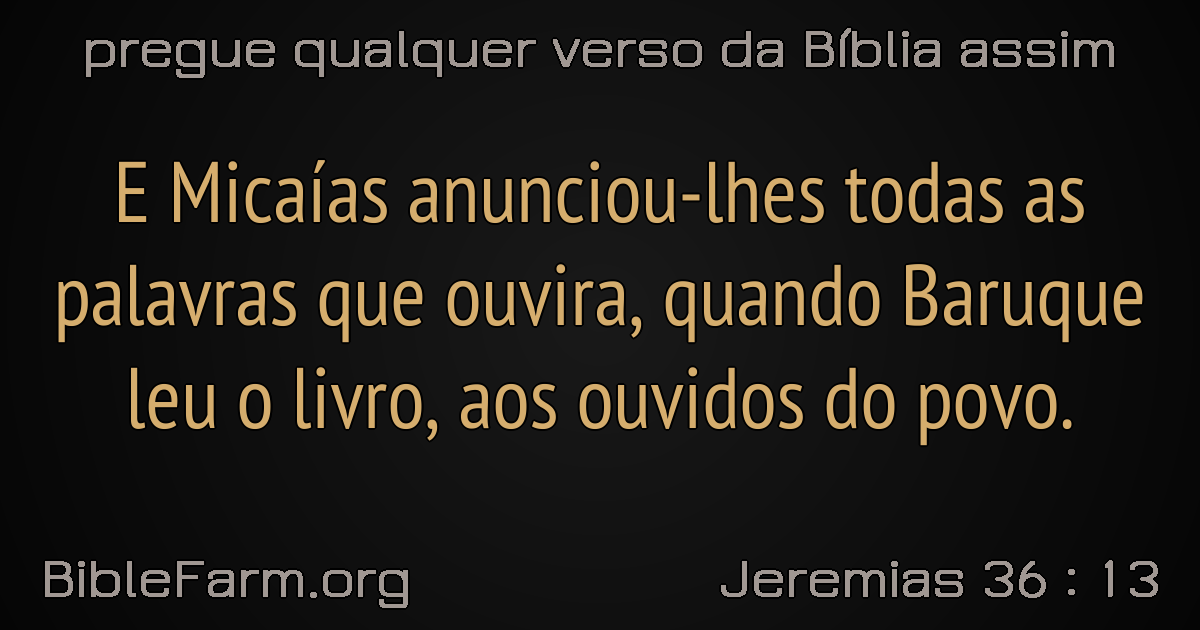 pregue qualquer verso da Bíblia assim
E Micaías anunciou-lhes todas as
palavras que ouvira, quando Baruque
leu o livro, aos ouvidos do povo.
BibleFarm.org
Jeremias 36 : 13